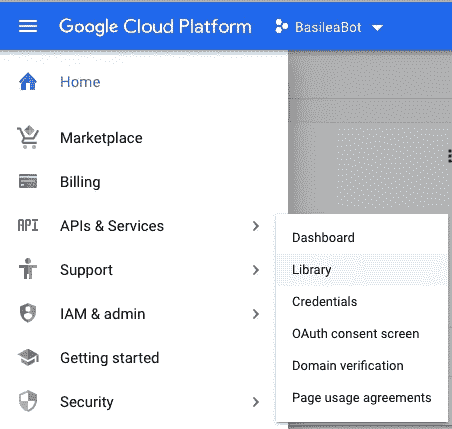 Google Cloud Platform BasileaBot
Home
Marketplace
Billing
API APIs & Services
Support
IAM & admin
Getting started
Security
Dashboard
Library
Credentials
OAuth consent screen
Domain verification
Page usage agreements